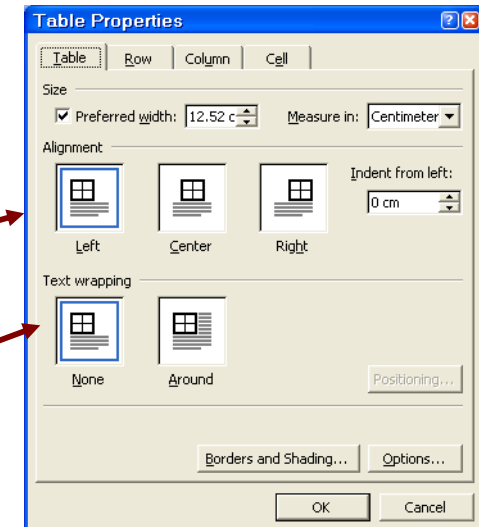 Table Properties
Table Row Column Cell
Size
Preferred width: 12.52 c Measure in: Centimeter
Alignment
Indent from left:
0 cm
Left Center Right
Text wrapping
None Around Positioning...
Borders and Shading... Options...
OK Cancel